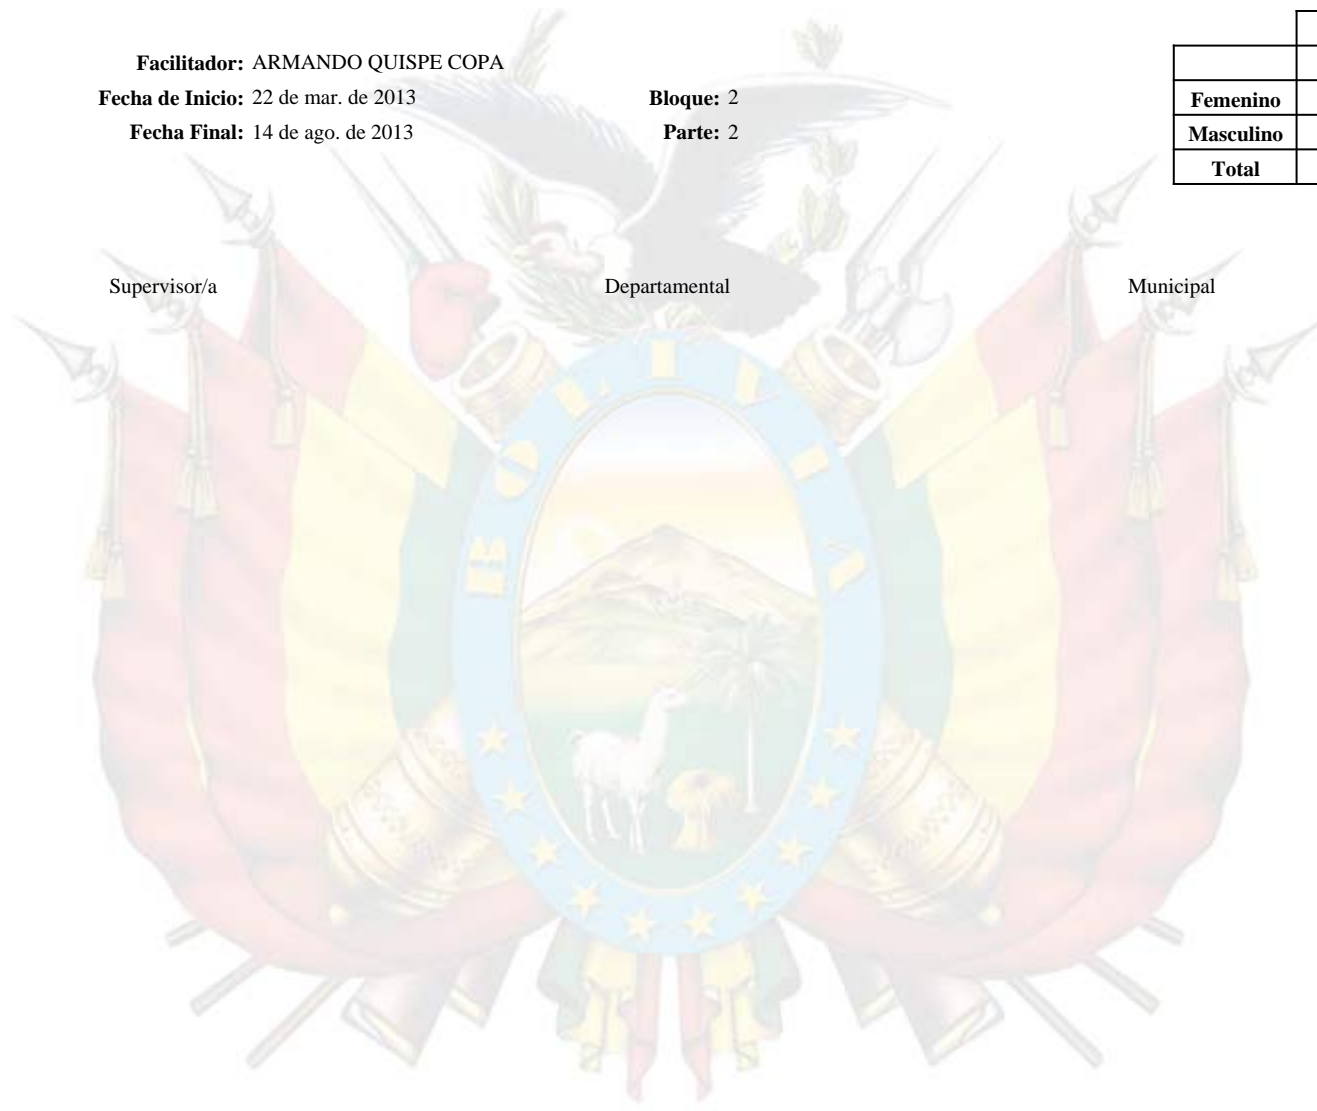 Facilitador: ARMANDO QUISPE COPA
Fecha de Inicio: 22 de mar. de 2013 Bloque: 2
Femenino
Fecha Final: 14 de ago. de 2013 Parte: 2
Masculino
Total
Supervisor/a Departamental Municipal
BOLIVIA